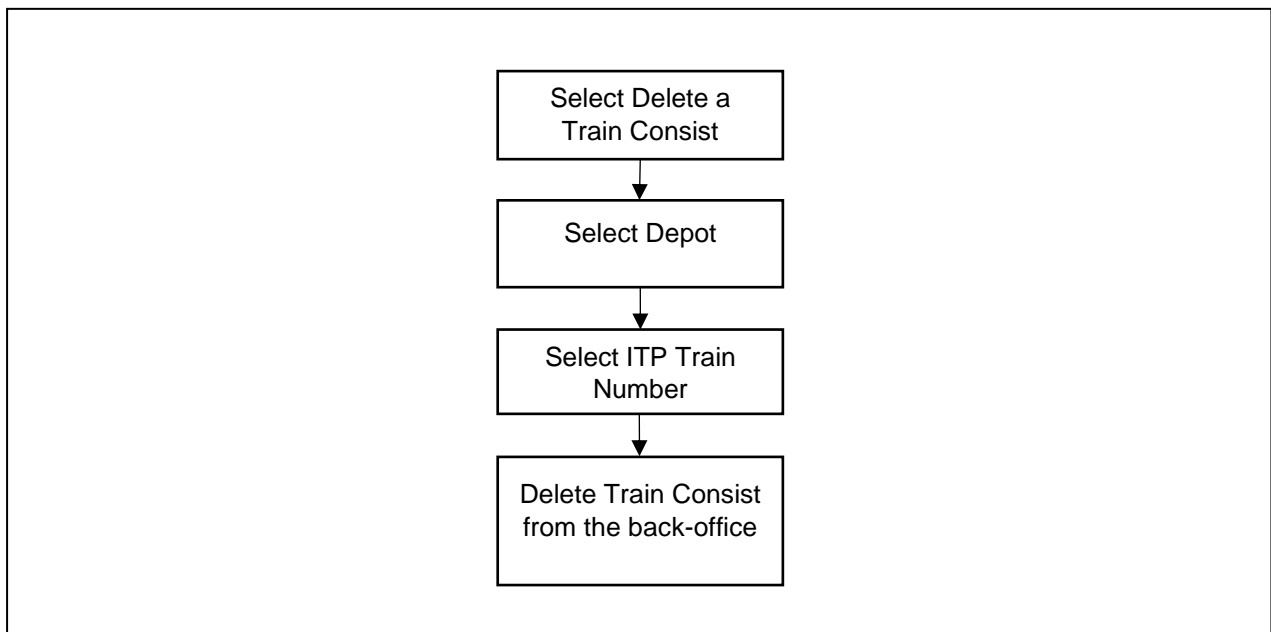 Select Delete a
Train Consist
Select Depot
Select ITP Train
Number
Delete Train Consist
from the back-office